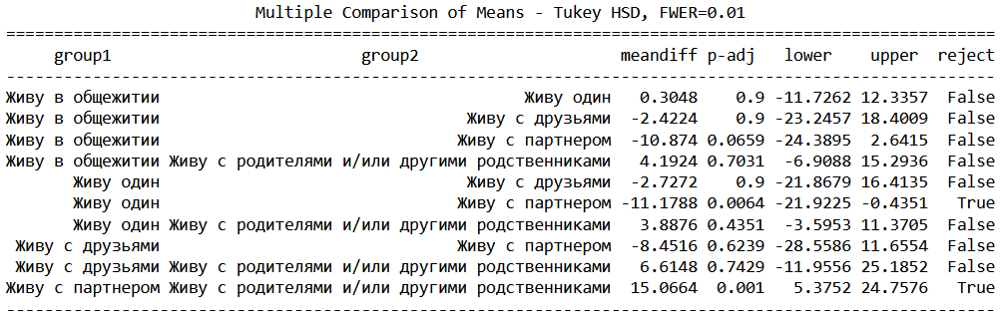 Multiple Comparison of Means - Tukey HSD, FWER=0.01
====================================================================================================
group1 group2 meandiff p-adj lower upper reject
----------------------------------------------------------------------------------------------------
Живу в общежитии Живу один 0.3048 0.9 -11.7262 12.3357 False
Живу в общежитии Живу с друзьями -2.4224 0.9 -23.2457 18.4009 False
Живу в общежитии Живу с партнером -10.874 0.0659 -24.3895 2.6415 False
Живу в общежитии Живу с родителями и/или другими родственниками 4.1924 0.7031 -6.9088 15.2936 False
Живу один Живу с друзьями -2.7272 0.9 -21.8679 16.4135 False
Живу один Живу с партнером -11.1788 0.0064 -21.9225 -0.4351 True
Живу один Живу с родителями и/или другими родственниками 3.8876 0.4351 -3.5953 11.3705 False
Живу с друзьями Живу с партнером -8.4516 0.6239 -28.5586 11.6554 False
Живу с друзьями Живу с родителями и/или другими родственниками 6.6148 0.7429 -11.9556 25.1852 False
Живу с партнером Живу с родителями и/или другими родственниками 15.0664 0.001 5.3752 24.7576 True
----------------------------------------------------------------------------------------------------